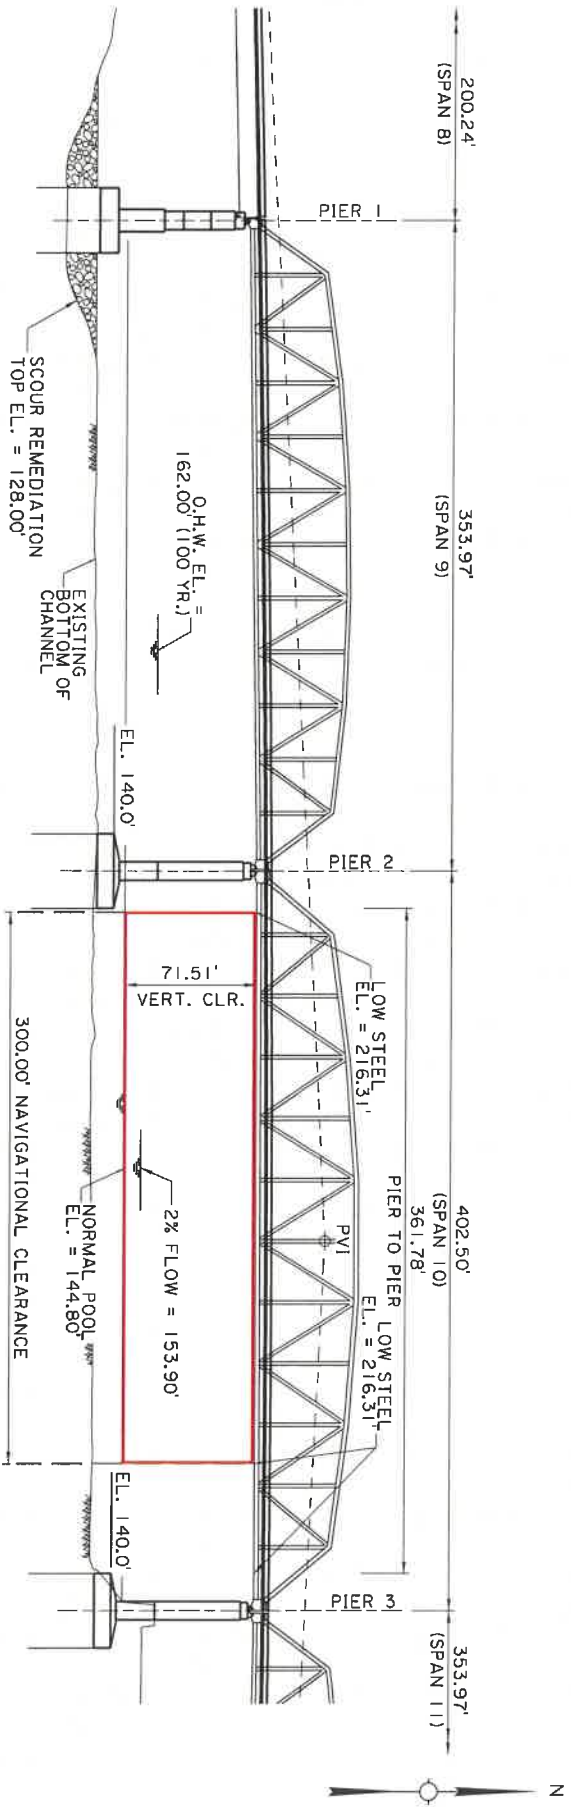 200.24'
(SPAN 8)
353.97'
(SPAN 9)
402.50'
(SPAN 10)
353.97'
(SPAN 11)
361.78'
PIER TO PIER
PIER 1
PIER 2
PIER 3
PVI
LOW STEEL
EL. = 216.31'
LOW STEEL
EL. = 216.31'
71.51'
VERT. CLR.
O.H.W. EL. =
162.00' (100 YR.)
2% FLOW = 153.90'
EL. 140.0'
EL. 140.0'
NORMAL POOL
EL. = 144.80'
SCOUR REMEDIATION
TOP EL. = 128.00'
EXISTING
BOTTOM OF
CHANNEL
300.00' NAVIGATIONAL CLEARANCE
N